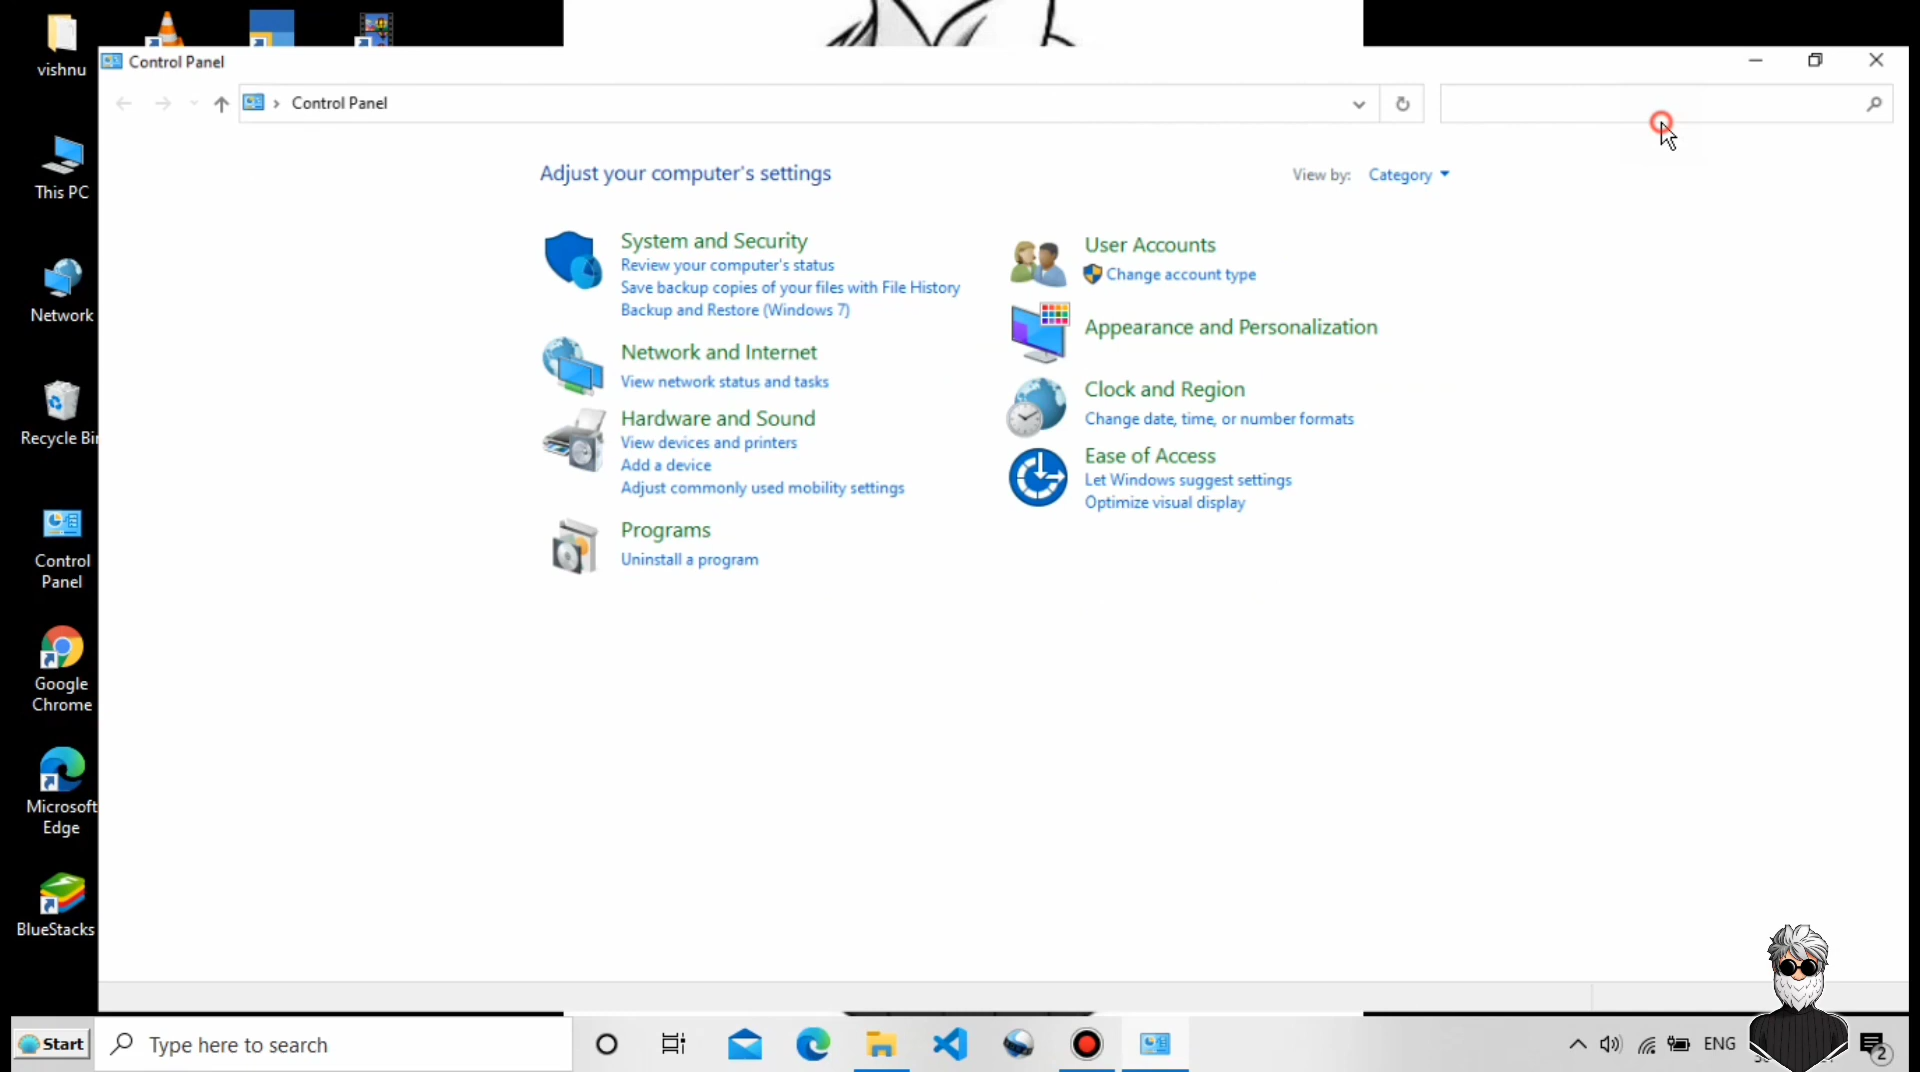 vishnu
This PC
Network
Recycle Bin
Control
Panel
Google
Chrome
Microsoft
Edge
BlueStacks
Control Panel
Control Panel
Adjust your computer's settings
View by: Category
System and Security
Review your computer's status
Save backup copies of your files with File History
Backup and Restore (Windows 7)
Network and Internet
View network status and tasks
Hardware and Sound
View devices and printers
Add a device
Adjust commonly used mobility settings
Programs
Uninstall a program
User Accounts
Change account type
Appearance and Personalization
Clock and Region
Change date, time, or number formats
Ease of Access
Let Windows suggest settings
Optimize visual display
Start
Type here to search
ENG
2